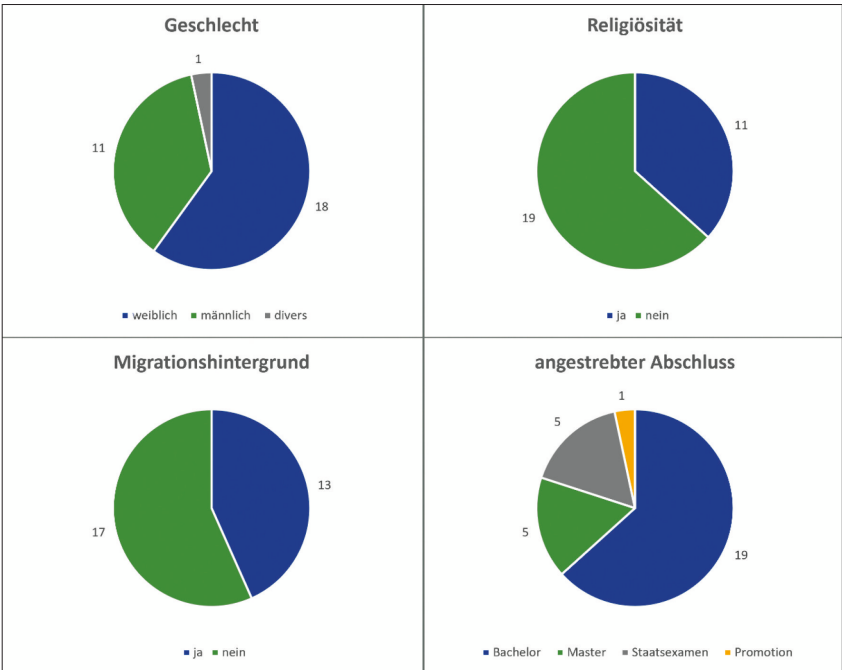 Geschlecht
1
11
18
weiblich männlich divers
Religiösität
11
19
ja nein
Migrationshintergrund
13
17
ja nein
angestrebter Abschluss
1
5
5
19
Bachelor Master Staatsexamen Promotion